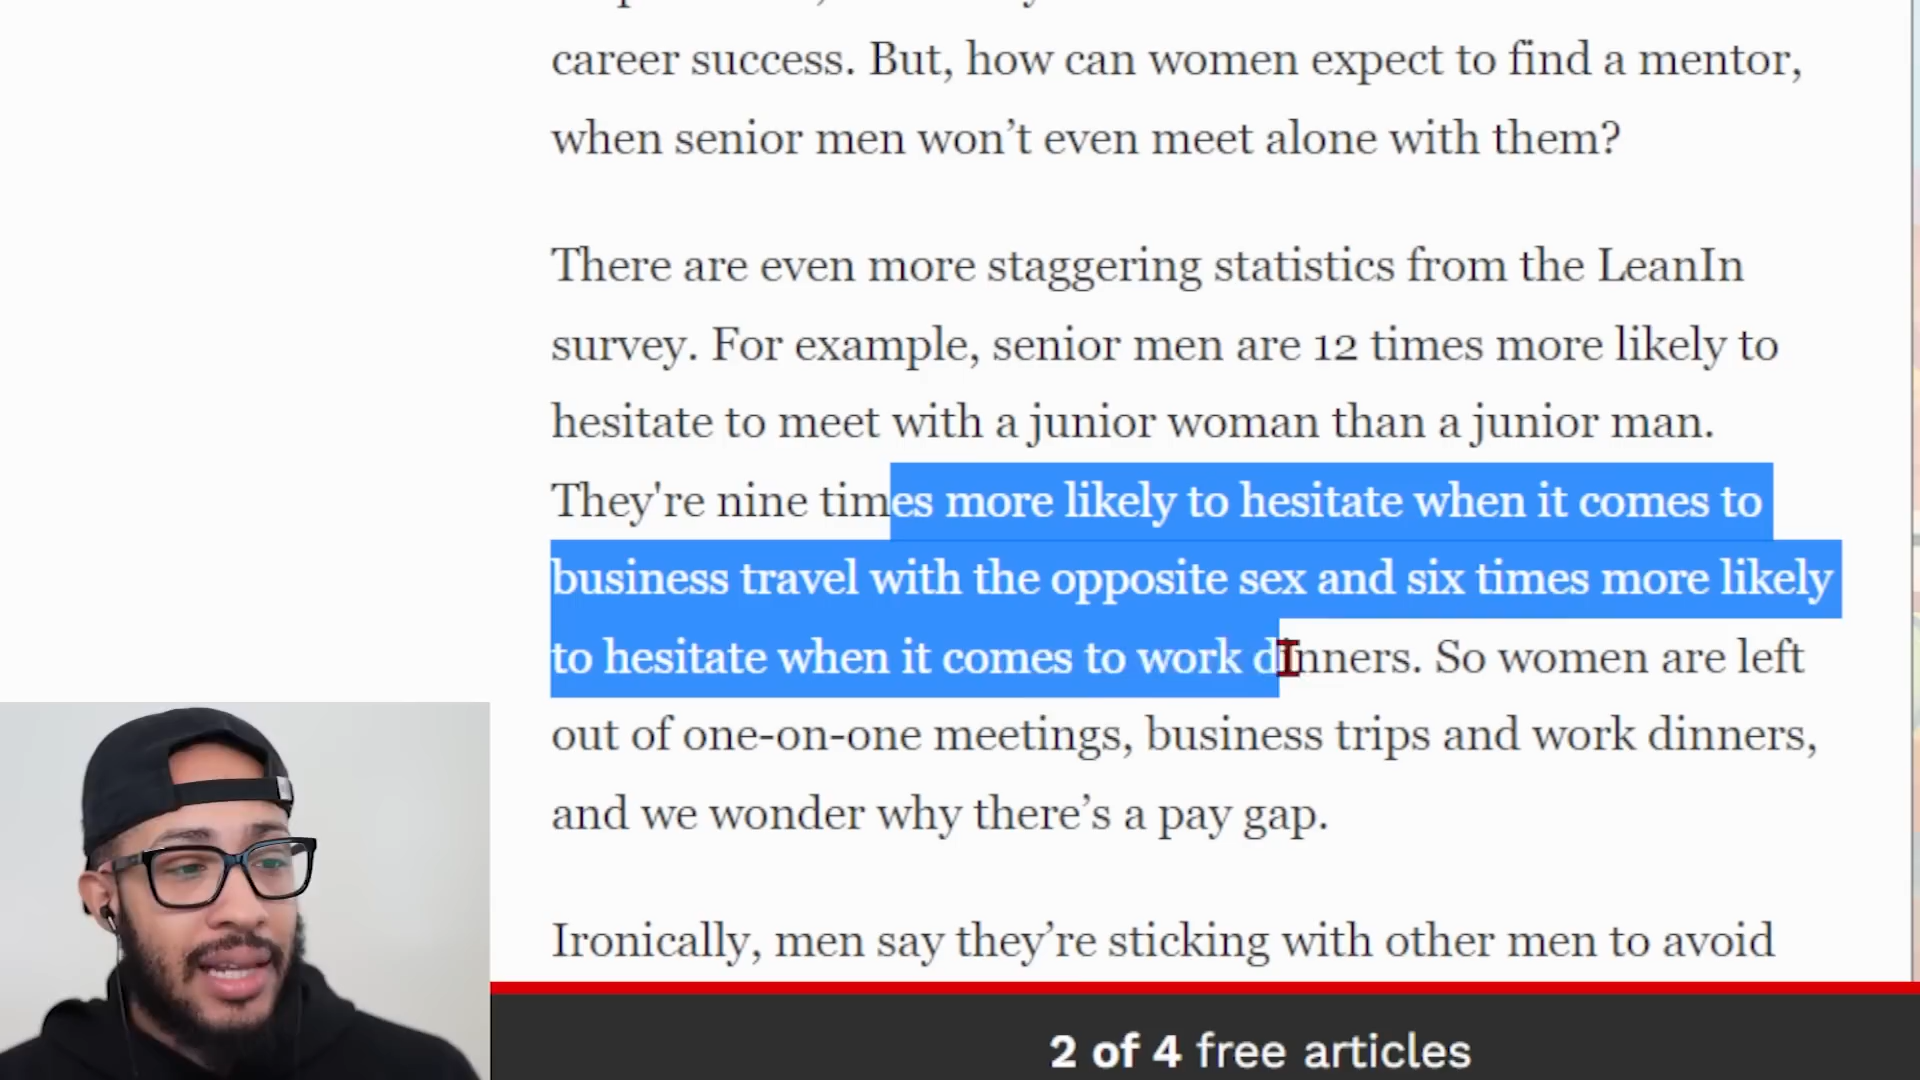 career success. But, how can women expect to find a mentor,
when senior men won’t even meet alone with them?
There are even more staggering statistics from the LeanIn
survey. For example, senior men are 12 times more likely to
hesitate to meet with a junior woman than a junior man.
They're nine times more likely to hesitate when it comes to
business travel with the opposite sex and six times more likely
to hesitate when it comes to work dinners. So women are left
out of one-on-one meetings, business trips and work dinners,
and we wonder why there’s a pay gap.
Ironically, men say they’re sticking with other men to avoid
2 of 4 free articles